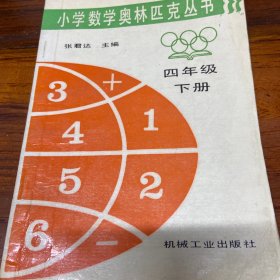 小学数学奥林匹克丛书
张君达 主编
四年级
下册
3 +
4 1
5 2
6 −
机械工业出版社